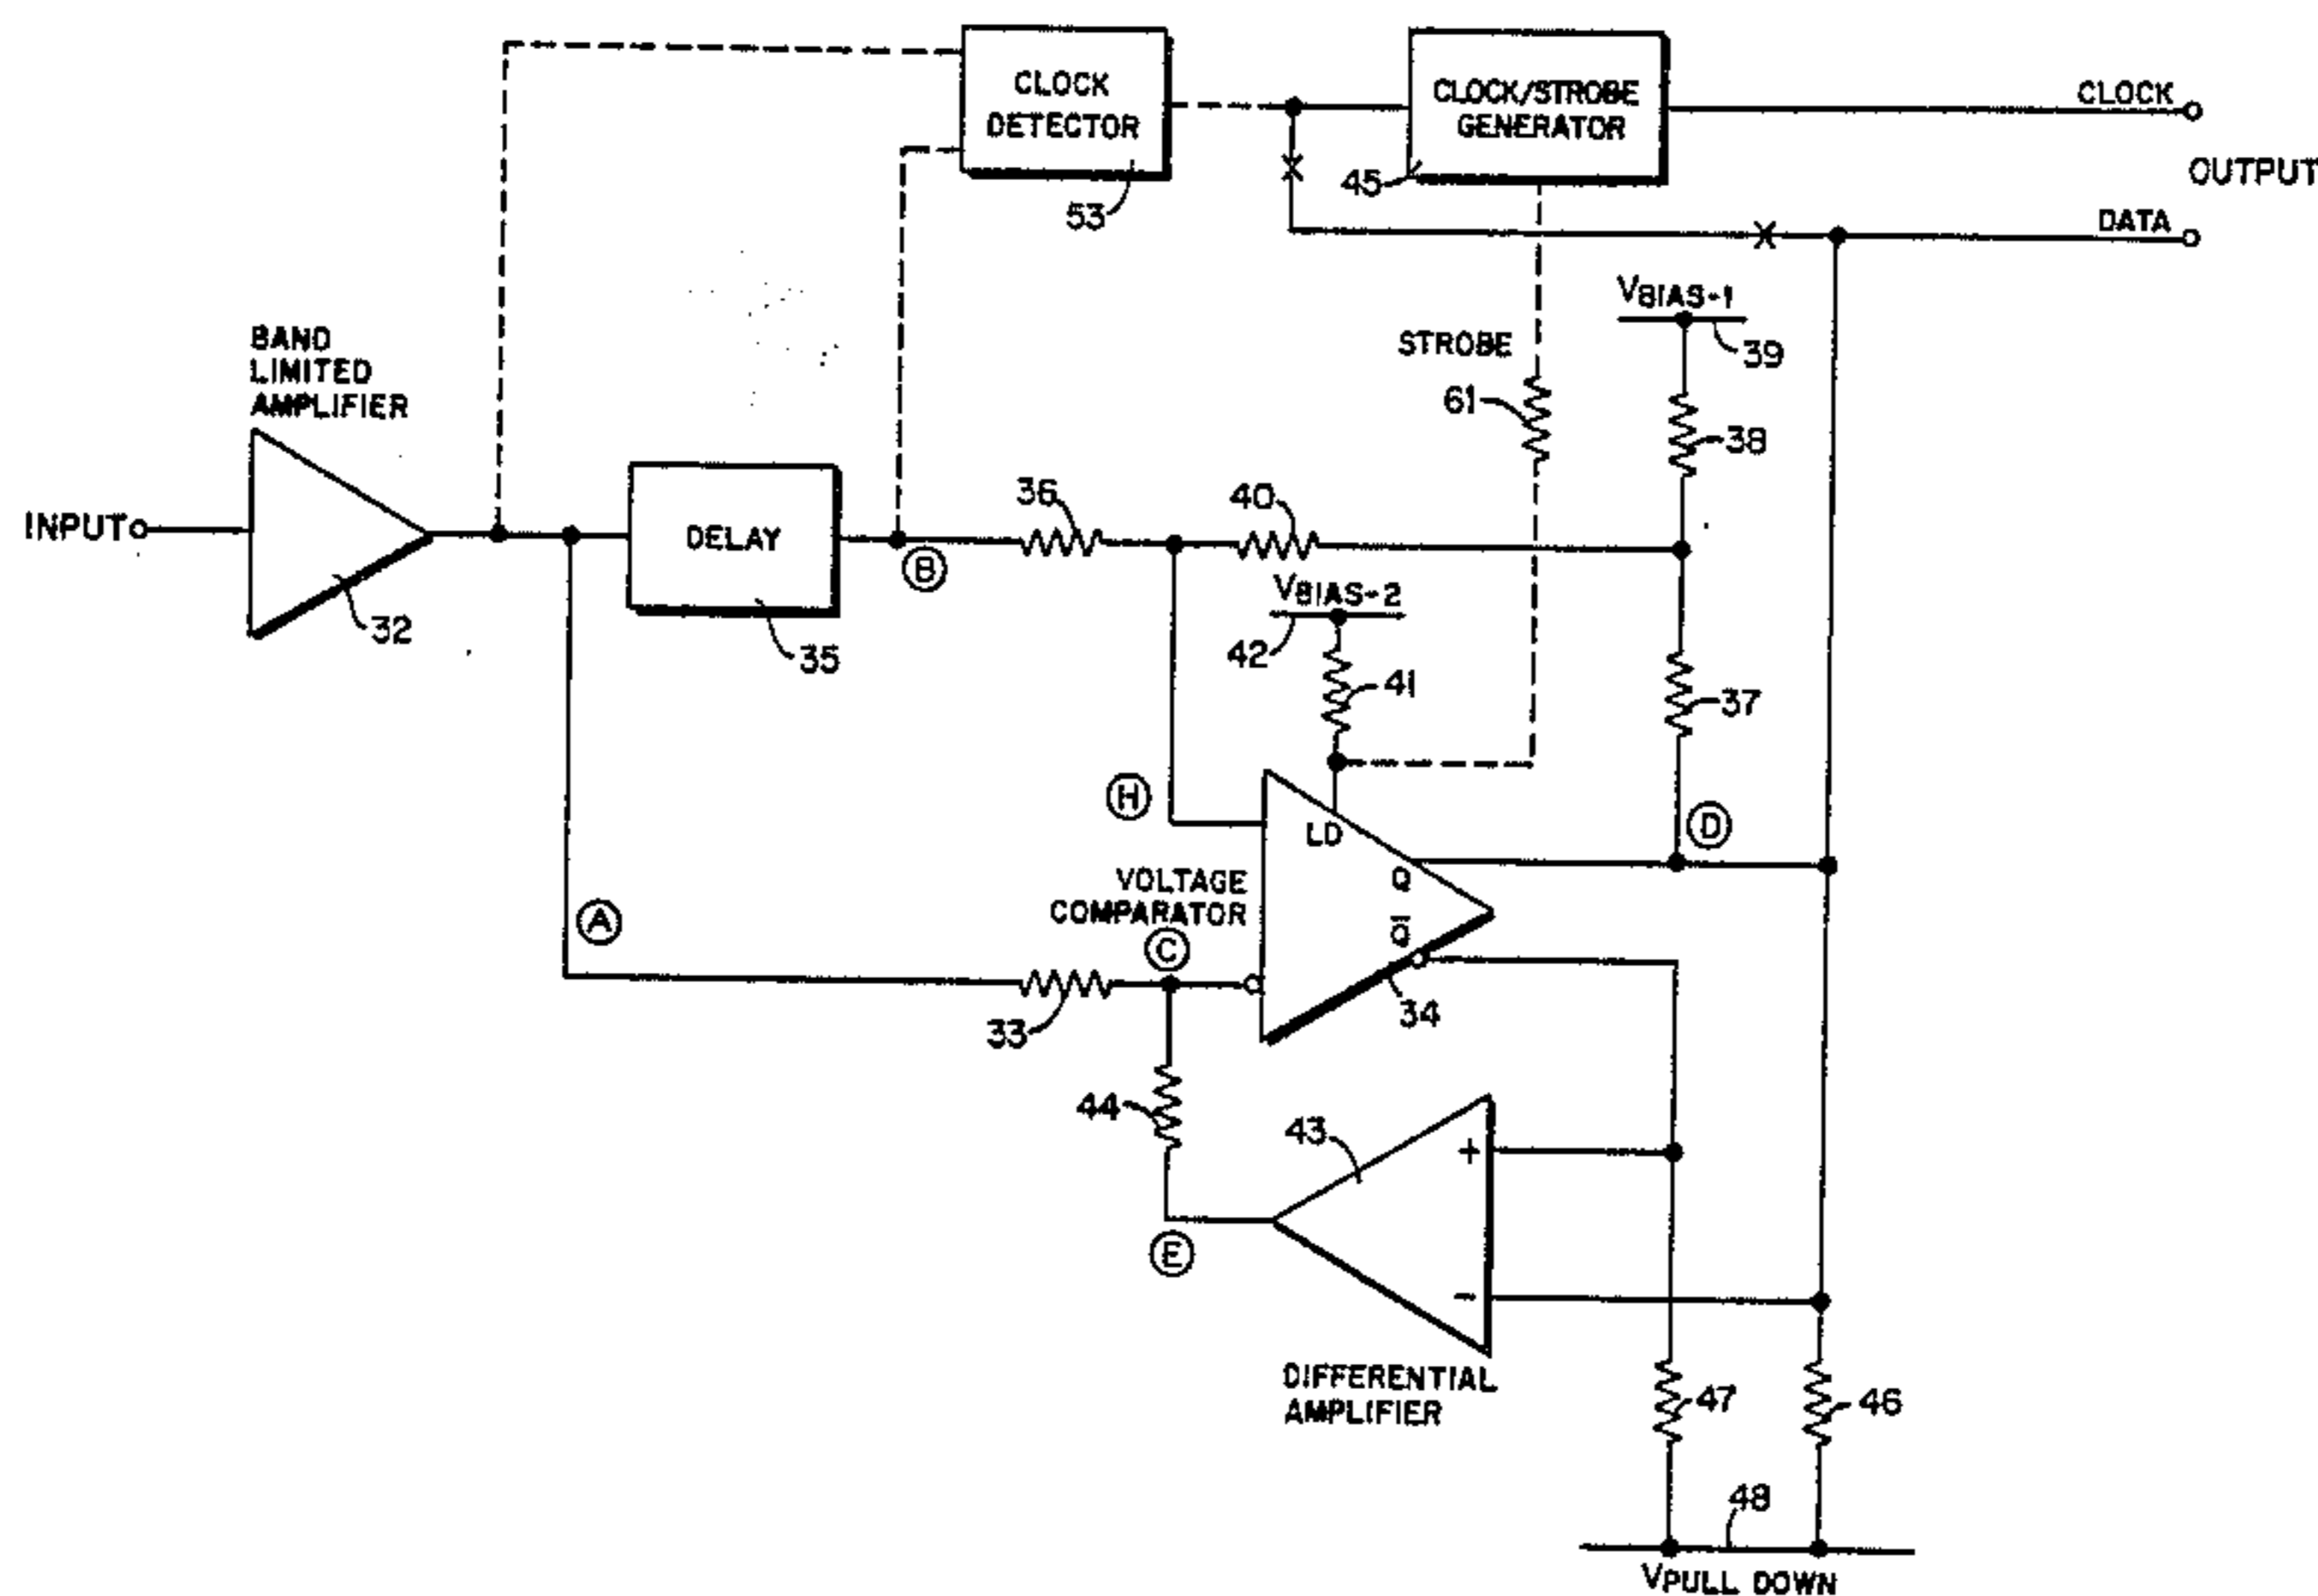 CLOCK
DETECTOR
53
CLOCK/STROBE
GENERATOR
45
CLOCK
OUTPUT
DATA
VBIAS-1
39
STROBE
61
38
BAND
LIMITED
AMPLIFIER
INPUT
32
DELAY
35
B
36
40
VBIAS-2
42
41
37
H
LD
D
A
VOLTAGE
COMPARATOR
C
Q
Q̅
34
33
44
43
+
-
E
DIFFERENTIAL
AMPLIFIER
47
46
48
VPULL DOWN